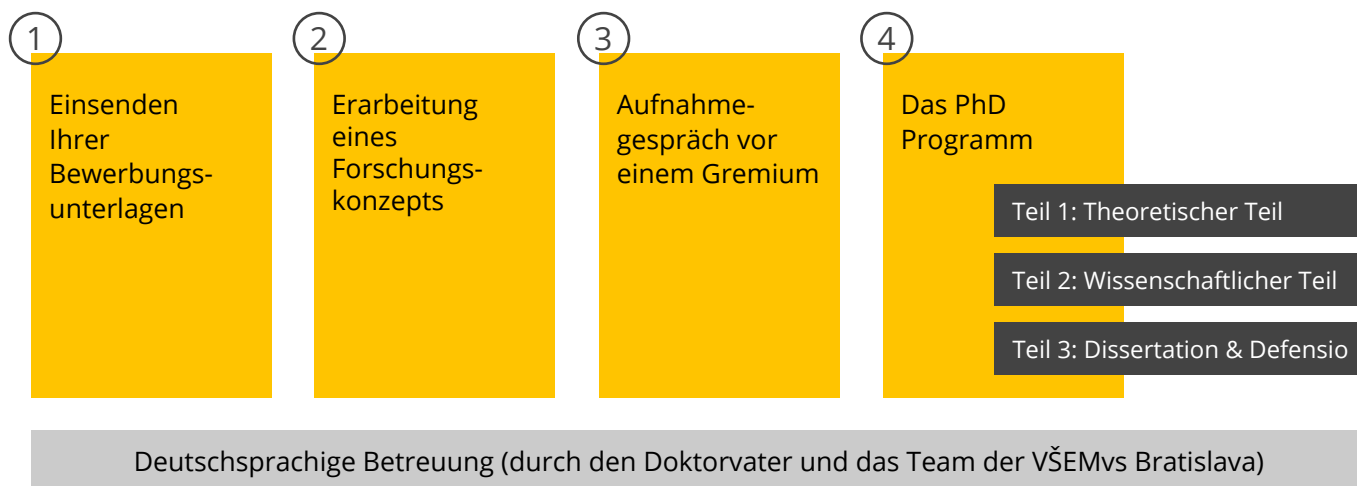 1
Einsenden
Ihrer
Bewerbungs-
unterlagen
2
Erarbeitung
eines
Forschungs-
konzepts
3
Aufnahme-
gespräch vor
einem Gremium
4
Das PhD
Programm
Teil 1: Theoretischer Teil
Teil 2: Wissenschaftlicher Teil
Teil 3: Dissertation & Defensio
Deutschsprachige Betreuung (durch den Doktorvater und das Team der VŠEMvs Bratislava)